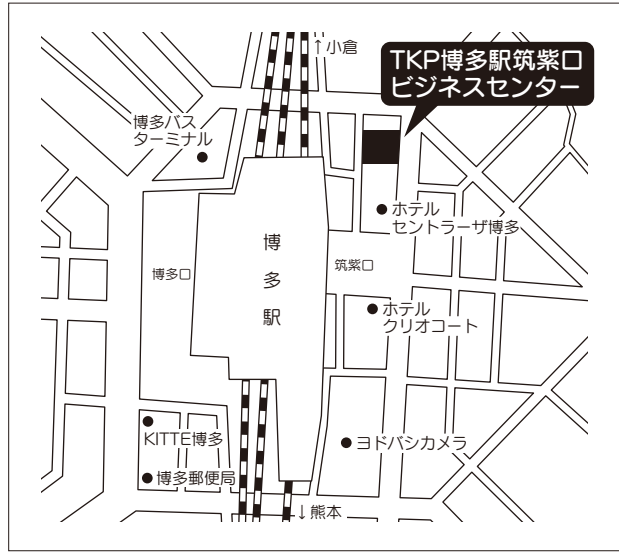 ↑小倉
TKP博多駅筑紫口
ビジネスセンター
博多バス
ターミナル
ホテル
セントラーザ博多
博多口
博多駅
筑紫口
ホテル
クリオコート
KITTE博多
ヨドバシカメラ
博多郵便局
↓熊本